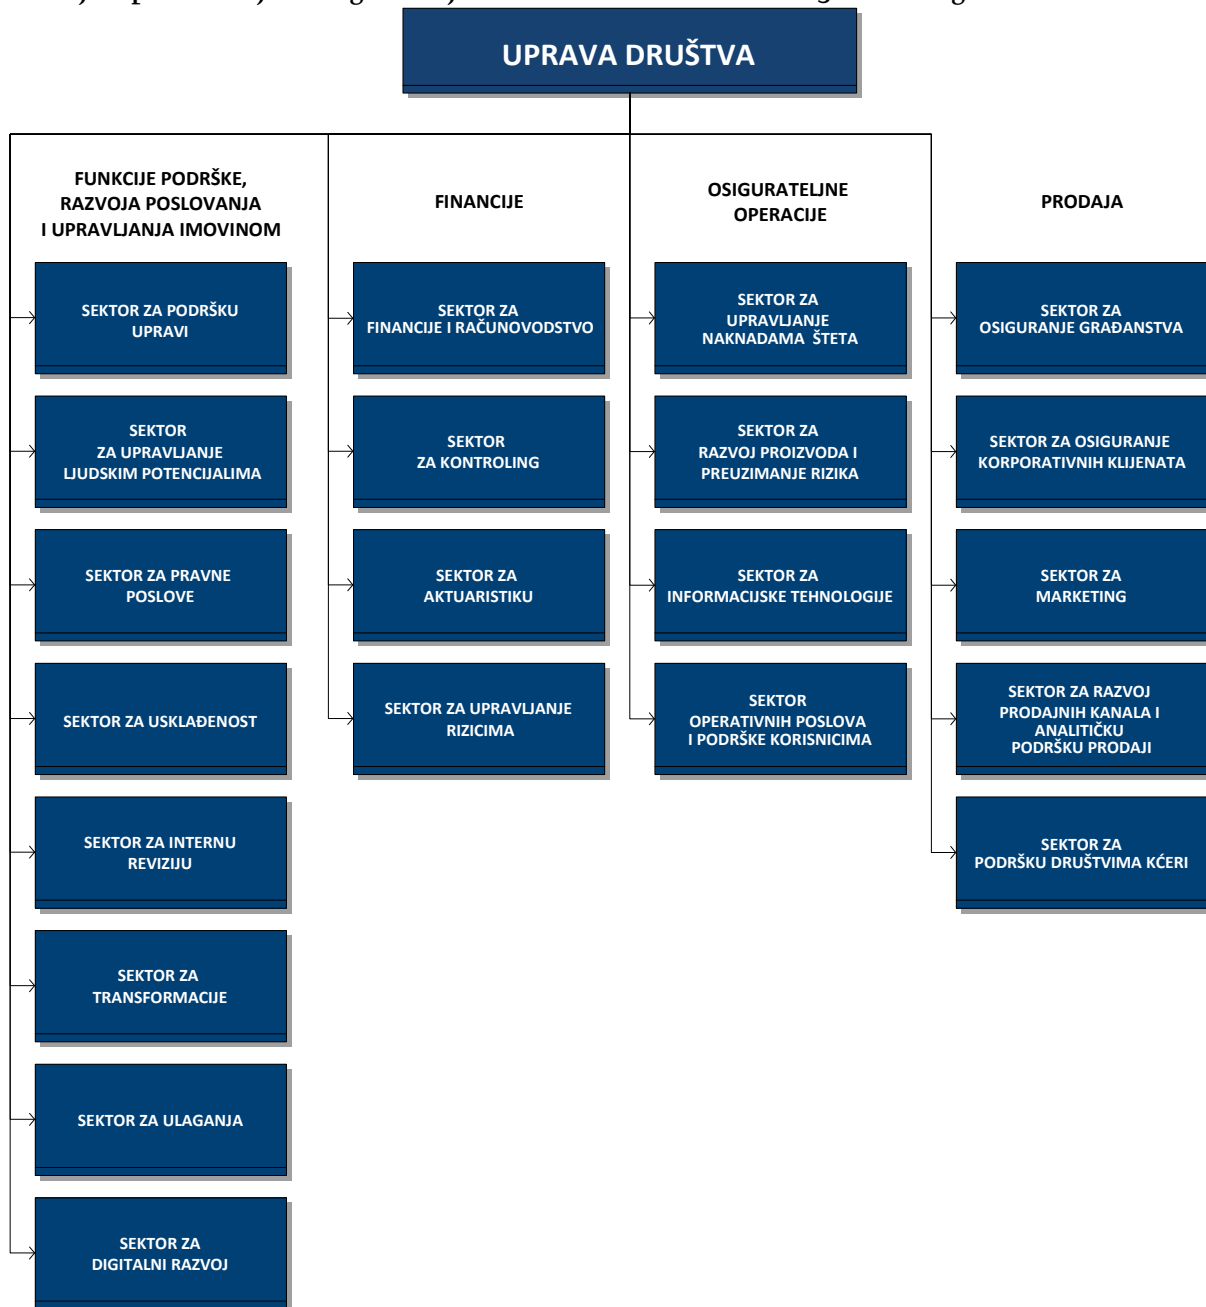 UPRAVA DRUŠTVA
FUNKCIJE PODRŠKE,
RAZVOJA POSLOVANJA
I UPRAVLJANJA IMOVINOM
SEKTOR ZA PODRŠKU
UPRAVI
SEKTOR
ZA UPRAVLJANJE
LJUDSKIM POTENCIJALIMA
SEKTOR ZA PRAVNE
POSLOVE
SEKTOR ZA USKLAĐENOST
SEKTOR ZA INTERNU
REVIZIJU
SEKTOR ZA
TRANSFORMACIJE
SEKTOR ZA ULAGANJA
SEKTOR ZA
DIGITALNI RAZVOJ
FINANCIJE
SEKTOR ZA
FINANCIJE I RAČUNOVODSTVO
SEKTOR
ZA KONTROLING
SEKTOR ZA
AKTUARISTIKU
SEKTOR ZA UPRAVLJANJE
RIZICIMA
OSIGURATELJNE
OPERACIJE
SEKTOR ZA
UPRAVLJANJE
NAKNADAMA ŠTETA
SEKTOR ZA
RAZVOJ PROIZVODA I
PREUZIMANJE RIZIKA
SEKTOR ZA
INFORMACIJSKE TEHNOLOGIJE
SEKTOR
OPERATIVNIH POSLOVA
I PODRŠKE KORISNICIMA
PRODAJA
SEKTOR ZA
OSIGURANJE GRAĐANSTVA
SEKTOR ZA OSIGURANJE
KORPORATIVNIH KLIJENATA
SEKTOR ZA
MARKETING
SEKTOR ZA RAZVOJ
PRODAJNIH KANALA I
ANALITIČKU
PODRŠKU PRODAJI
SEKTOR ZA
PODRŠKU DRUŠTVIMA KĆERI